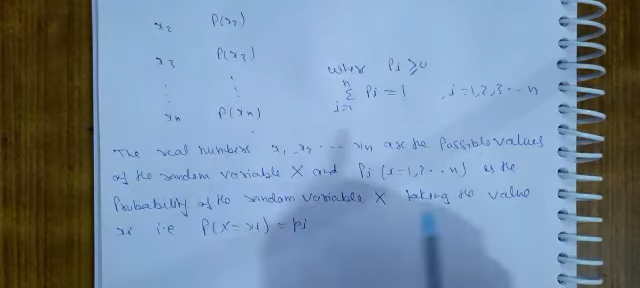 x₂ P(x₂)
x₃ P(x₃)
⋮ ⋮
xₙ P(xₙ)
where Pi ≥ 0
n
Σ Pi = 1 , i=1,2,3 ·· n
i=1
The real numbers x₁, x₂ ···· xₙ are the Possible values
of the random variable X and Pi (i=1,2··n) is the
Probability of the random variable X taking the value
xi i.e P(X=xi) = pi